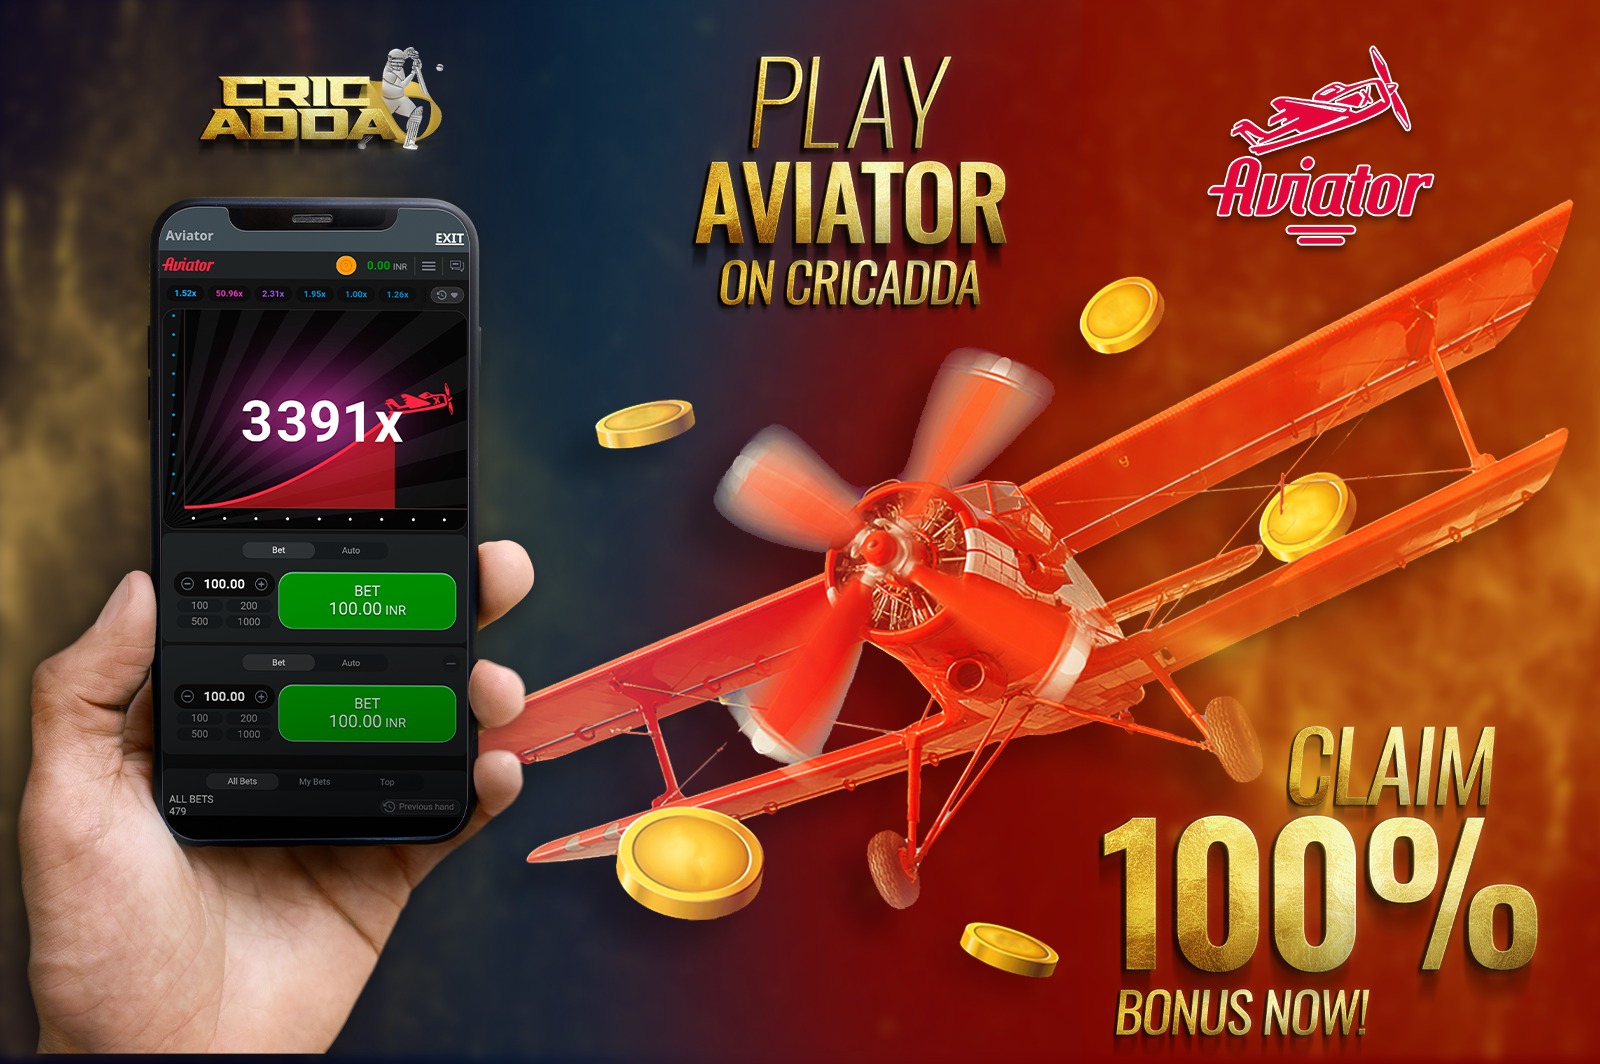 CRIC
ADDA
PLAY
AVIATOR
ON CRICADDA
Aviator
Aviator
EXIT
Aviator
0.00 INR
1.52x 50.96x 2.31x 1.95x 1.00x 1.26x
3391x
Bet Auto
100.00
100 200
500 1000
BET
100.00 INR
Bet Auto
100.00
100 200
500 1000
BET
100.00 INR
All Bets My Bets Top
ALL BETS
479
Previous hand
CLAIM
100%
BONUS NOW!